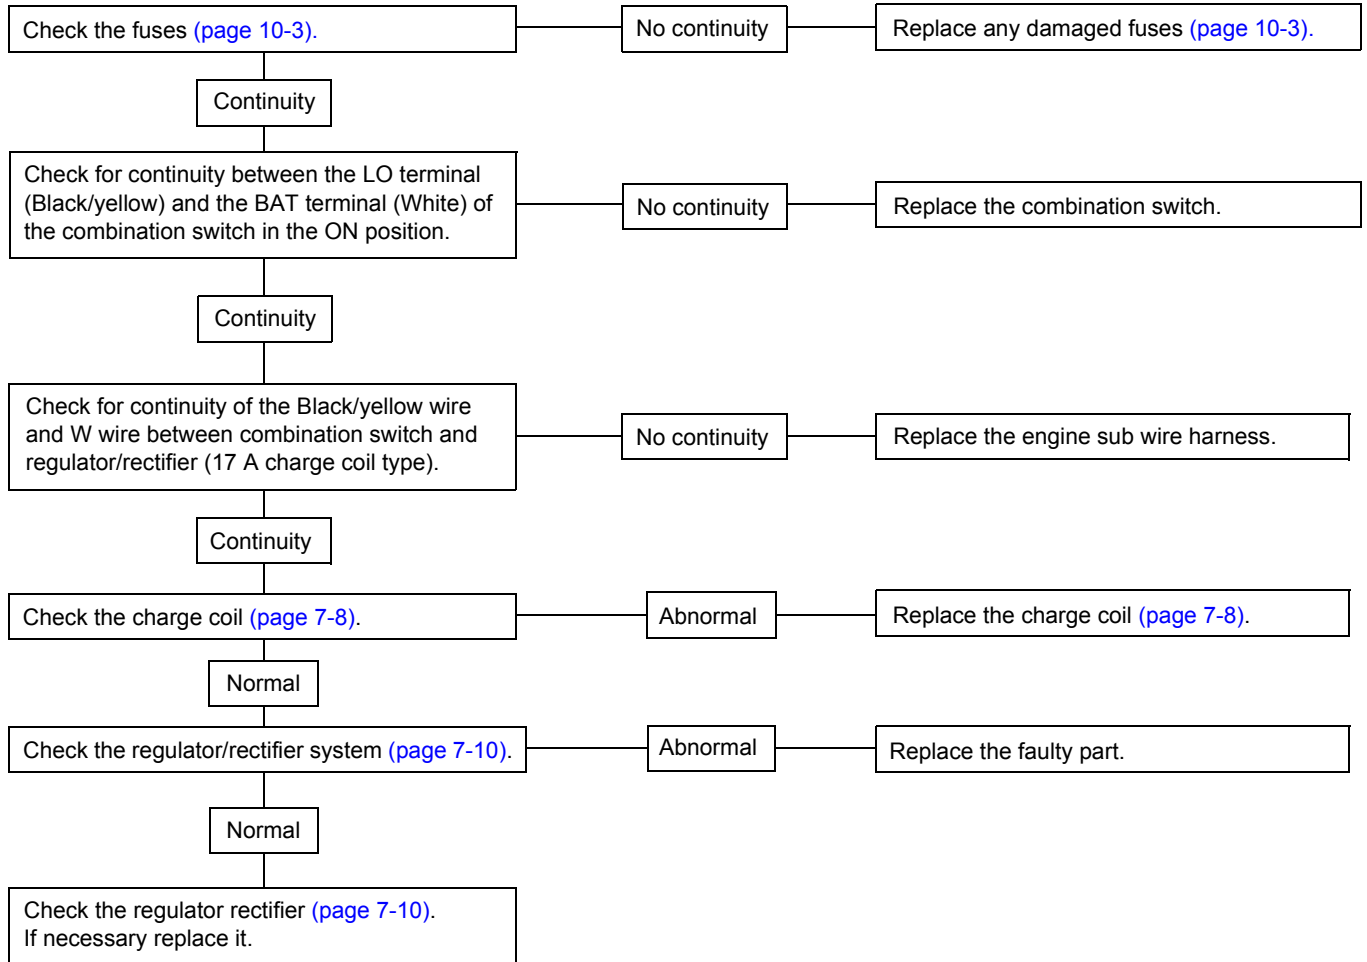 Check the fuses (page 10-3).
No continuity
Replace any damaged fuses (page 10-3).
Continuity
Check for continuity between the LO terminal
(Black/yellow) and the BAT terminal (White) of
the combination switch in the ON position.
No continuity
Replace the combination switch.
Continuity
Check for continuity of the Black/yellow wire
and W wire between combination switch and
regulator/rectifier (17 A charge coil type).
No continuity
Replace the engine sub wire harness.
Continuity
Check the charge coil (page 7-8).
Abnormal
Replace the charge coil (page 7-8).
Normal
Check the regulator/rectifier system (page 7-10).
Abnormal
Replace the faulty part.
Normal
Check the regulator rectifier (page 7-10).
If necessary replace it.